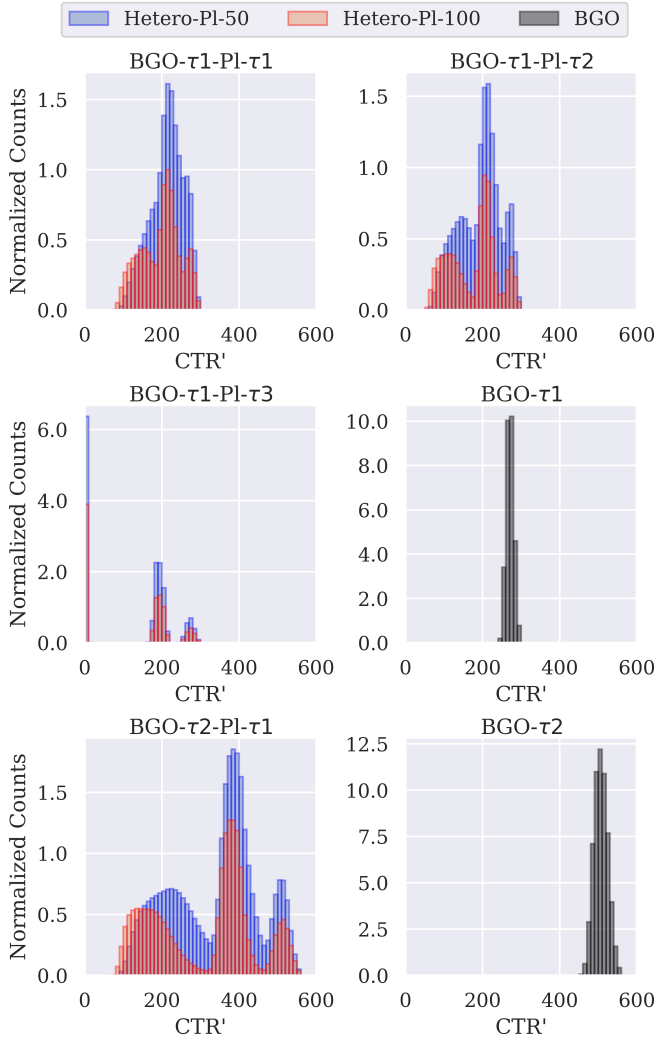 Hetero-Pl-50 Hetero-Pl-100 BGO
BGO-τ1-Pl-τ1 BGO-τ1-Pl-τ2
Normalized Counts
1.5
1.0
0.5
0.0
0 200 400 600
CTR'
1.5
1.0
0.5
0.0
0 200 400 600
CTR'
BGO-τ1-Pl-τ3 BGO-τ1
Normalized Counts
6.0
4.0
2.0
0.0
0 200 400 600
CTR'
10.0
8.0
6.0
4.0
2.0
0.0
0 200 400 600
CTR'
BGO-τ2-Pl-τ1 BGO-τ2
Normalized Counts
1.5
1.0
0.5
0.0
0 200 400 600
CTR'
12.5
10.0
7.5
5.0
2.5
0.0
0 200 400 600
CTR'